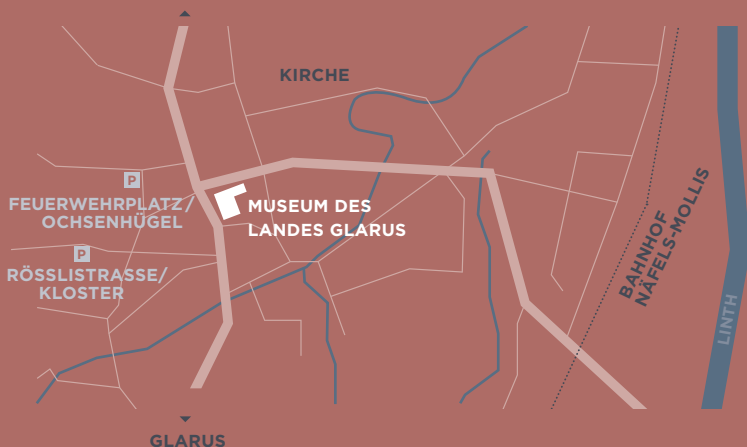 KIRCHE
P
FEUERWEHRPLATZ/
OCHSENHÜGEL
MUSEUM DES
LANDES GLARUS
P
RÖSSLISTRASSE/
KLOSTER
BAHNHOF
NÄFELS-MOLLIS
LINTH
GLARUS